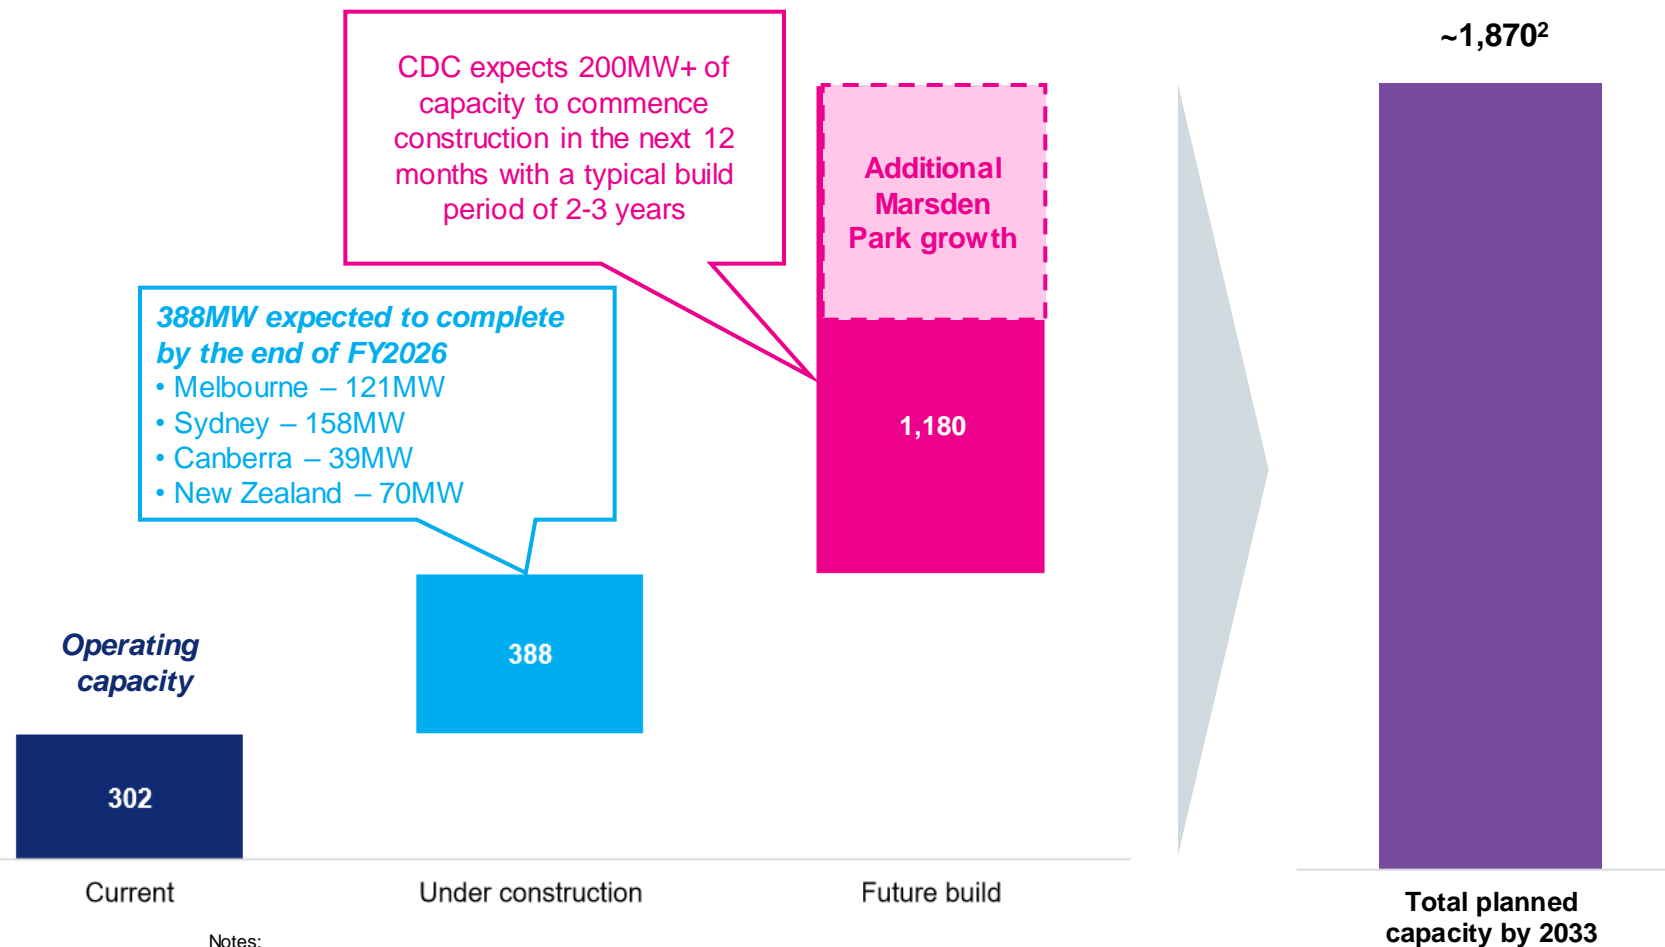 ~1,870²
CDC expects 200MW+ of
capacity to commence
construction in the next 12
months with a typical build
period of 2-3 years
Additional
Marsden
Park growth
388MW expected to complete
by the end of FY2026
• Melbourne – 121MW
• Sydney – 158MW
• Canberra – 39MW
• New Zealand – 70MW
1,180
Operating
capacity
388
302
Current
Under construction
Future build
Total planned
capacity by 2033
Notes: